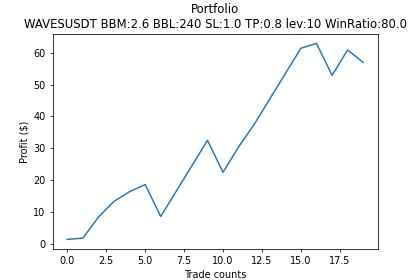 Portfolio
WAVESUSDT BBM:2.6 BBL:240 SL:1.0 TP:0.8 lev:10 WinRatio:80.0
60
50
40
30
20
10
0
Profit ($)
0.0 2.5 5.0 7.5 10.0 12.5 15.0 17.5
Trade counts